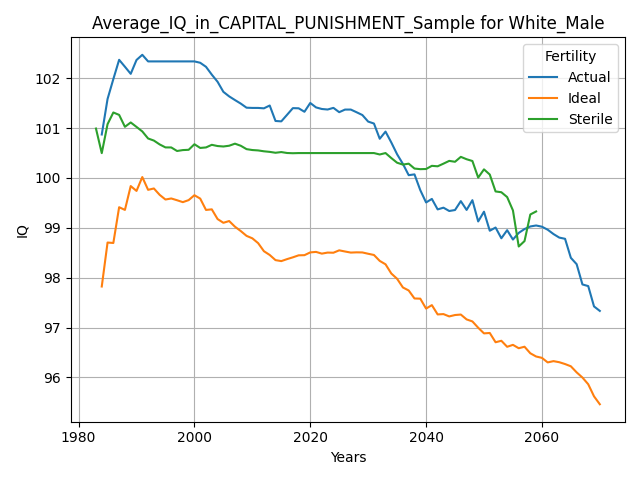 Average_IQ_in_CAPITAL_PUNISHMENT_Sample for White_Male
Fertility
Actual
Ideal
Sterile
IQ
102
101
100
99
98
97
96
1980
2000
2020
2040
2060
Years